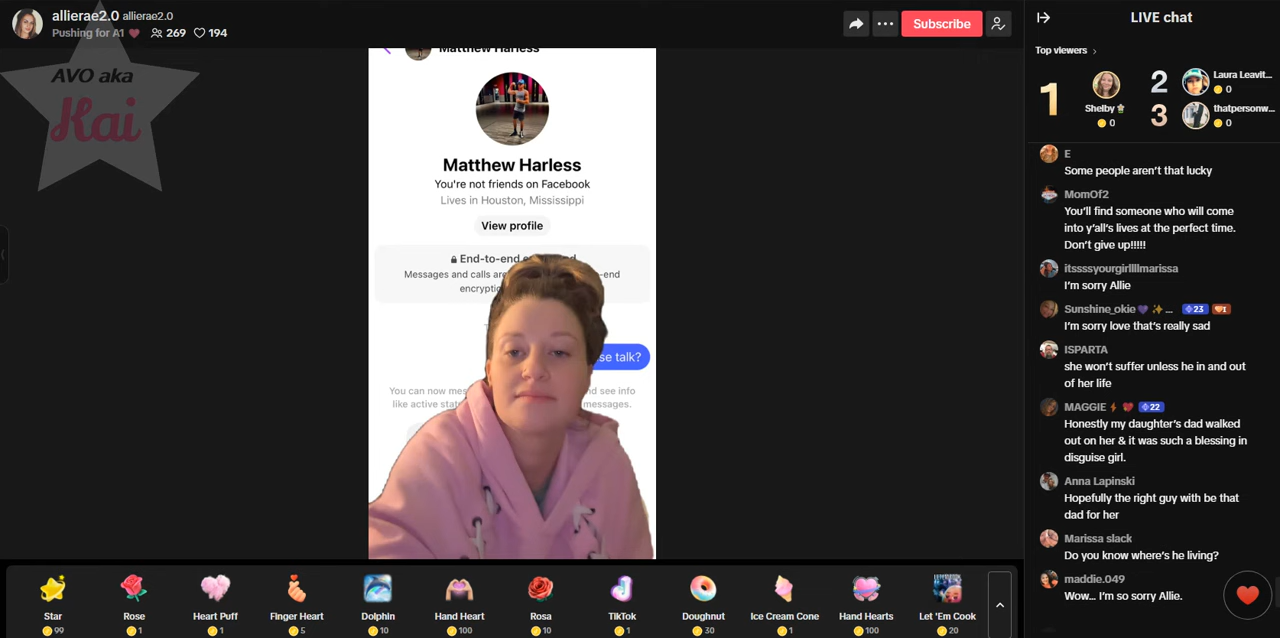 allierae2.0 allierae2.0
Pushing for A1 269 194
Subscribe
AVO aka
Kai
Matthew Harless
Matthew Harless
You're not friends on Facebook
Lives in Houston, Mississippi
View profile
End-to-end
Messages and calls are
end
se talk?
You can now
nd see info
like active
messages.
LIVE chat
Top viewers
1
Shelby
0
2
Laura Leavit...
0
3
thatpersonw...
0
E
Some people aren't that lucky
MomOf2
You'll find someone who will come
into y'all's lives at the perfect time.
Don't give up!!!!!
itssssyourgirllllmarissa
I'm sorry Allie
Sunshine_okie ... 23 I
I'm sorry love that's really sad
ISPARTA
she won't suffer unless he in and out
of her life
MAGGIE 22
Honestly my daughter's dad walked
out on her & it was such a blessing in
disguise girl.
Anna Lapinski
Hopefully the right guy with be that
dad for her
Marissa slack
Do you know where's he living?
maddie.049
Wow... I'm so sorry Allie.
Star Rose Heart Puff Finger Heart Dolphin Hand Heart Rosa TikTok Doughnut Ice Cream Cone Hand Hearts Let 'Em Cook
99 1 1 5 10 100 10 1 30 1 100 20